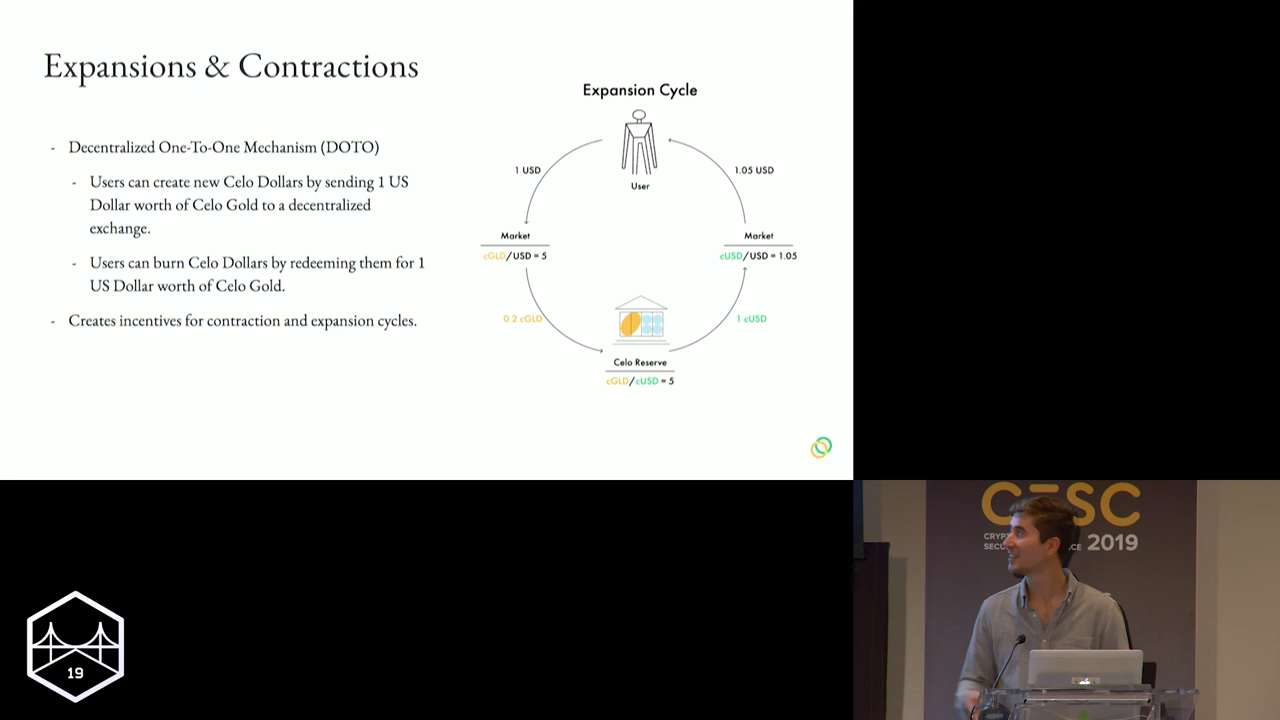 Expansions & Contractions
- Decentralized One-To-One Mechanism (DOTO)
- Users can create new Celo Dollars by sending 1 US
Dollar worth of Celo Gold to a decentralized
exchange.
- Users can burn Celo Dollars by redeeming them for 1
US Dollar worth of Celo Gold.
- Creates incentives for contraction and expansion cycles.
Expansion Cycle
1 USD
1.05 USD
User
Market
cGLD/USD = 5
Market
cUSD/USD = 1.05
0.2 cGLD
1 cUSD
Celo Reserve
cGLD/cUSD = 5
CESC
2019
19